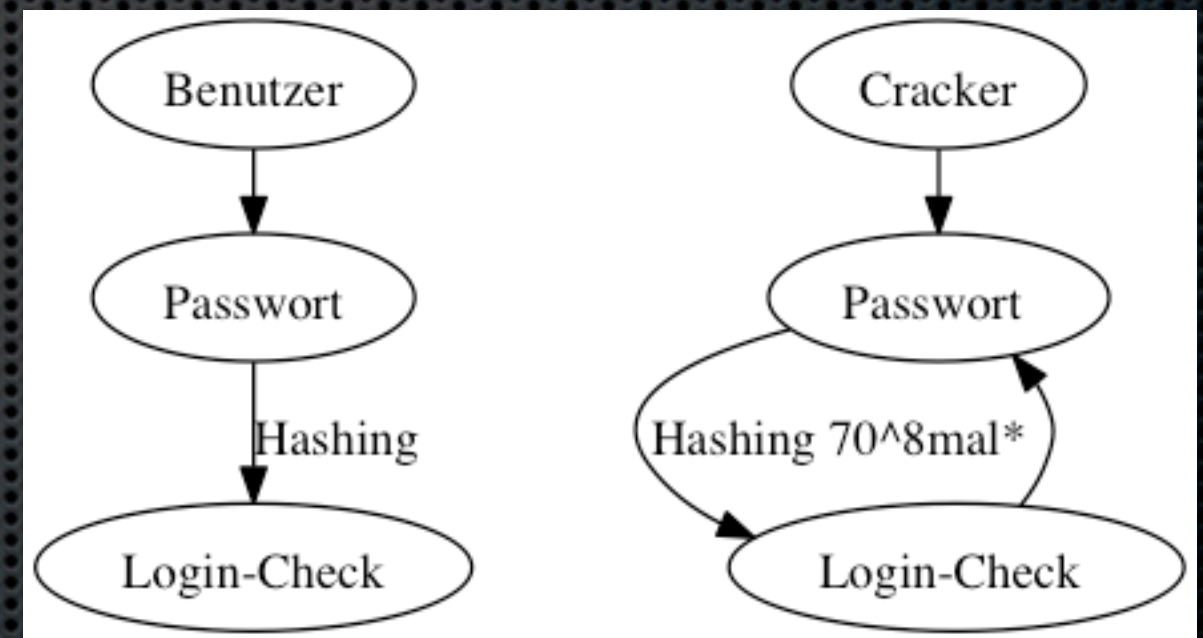 Benutzer
Passwort
Hashing
Login-Check
Cracker
Passwort
Hashing 70^8mal*
Login-Check